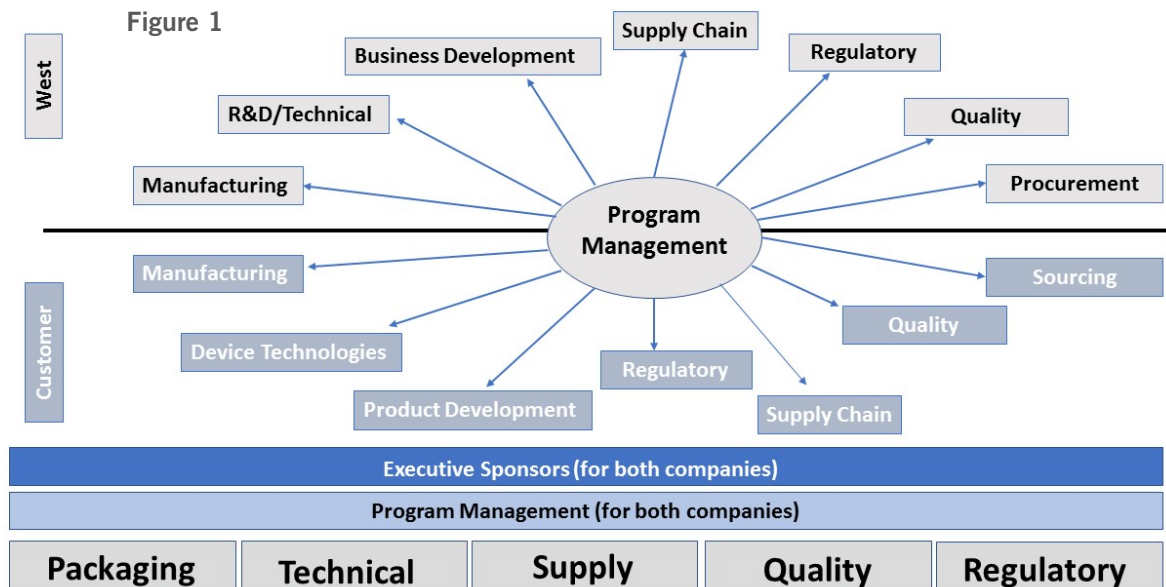 Figure 1
West
Supply Chain
Business Development
Regulatory
R&D/Technical
Quality
Manufacturing
Procurement
Program
Management
Customer
Manufacturing
Sourcing
Device Technologies
Quality
Regulatory
Product Development
Supply Chain
Executive Sponsors (for both companies)
Program Management (for both companies)
Packaging
Technical
Supply
Quality
Regulatory